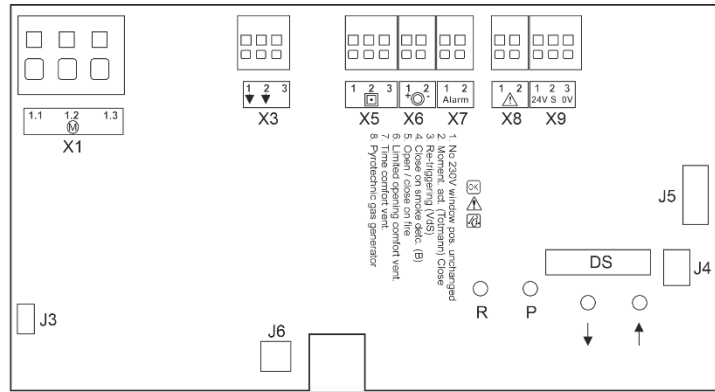 1.1 1.2 1.3
M
X1
1 2 3
X3
1 2 3
X5
1 2
+ -
X6
1 2
Alarm
X7
1 2
X8
1 2 3
24V S 0V
X9
1. No 230V window pos. unchanged
2. Moment. act. (Totmann) Close
3. Re-triggering (VdS)
4. Close on smoke detc. (B)
5. Open / close on fire
6. Limited opening comfort vent.
7. Time comfort vent.
8. Pyrotechnic gas generator
OK
J5
DS
J4
R
P
J3
J6